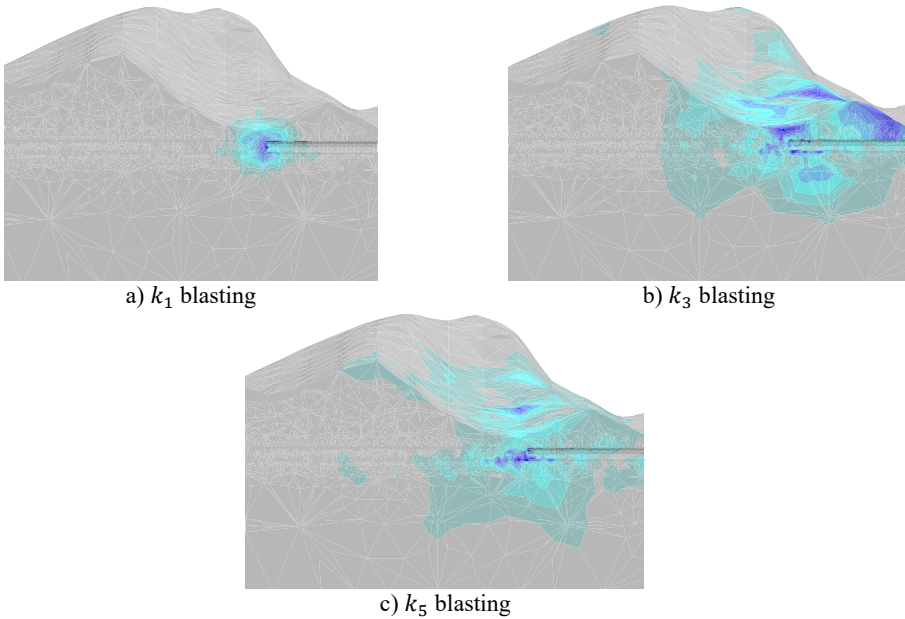 a) k₁ blasting
b) k₃ blasting
c) k₅ blasting